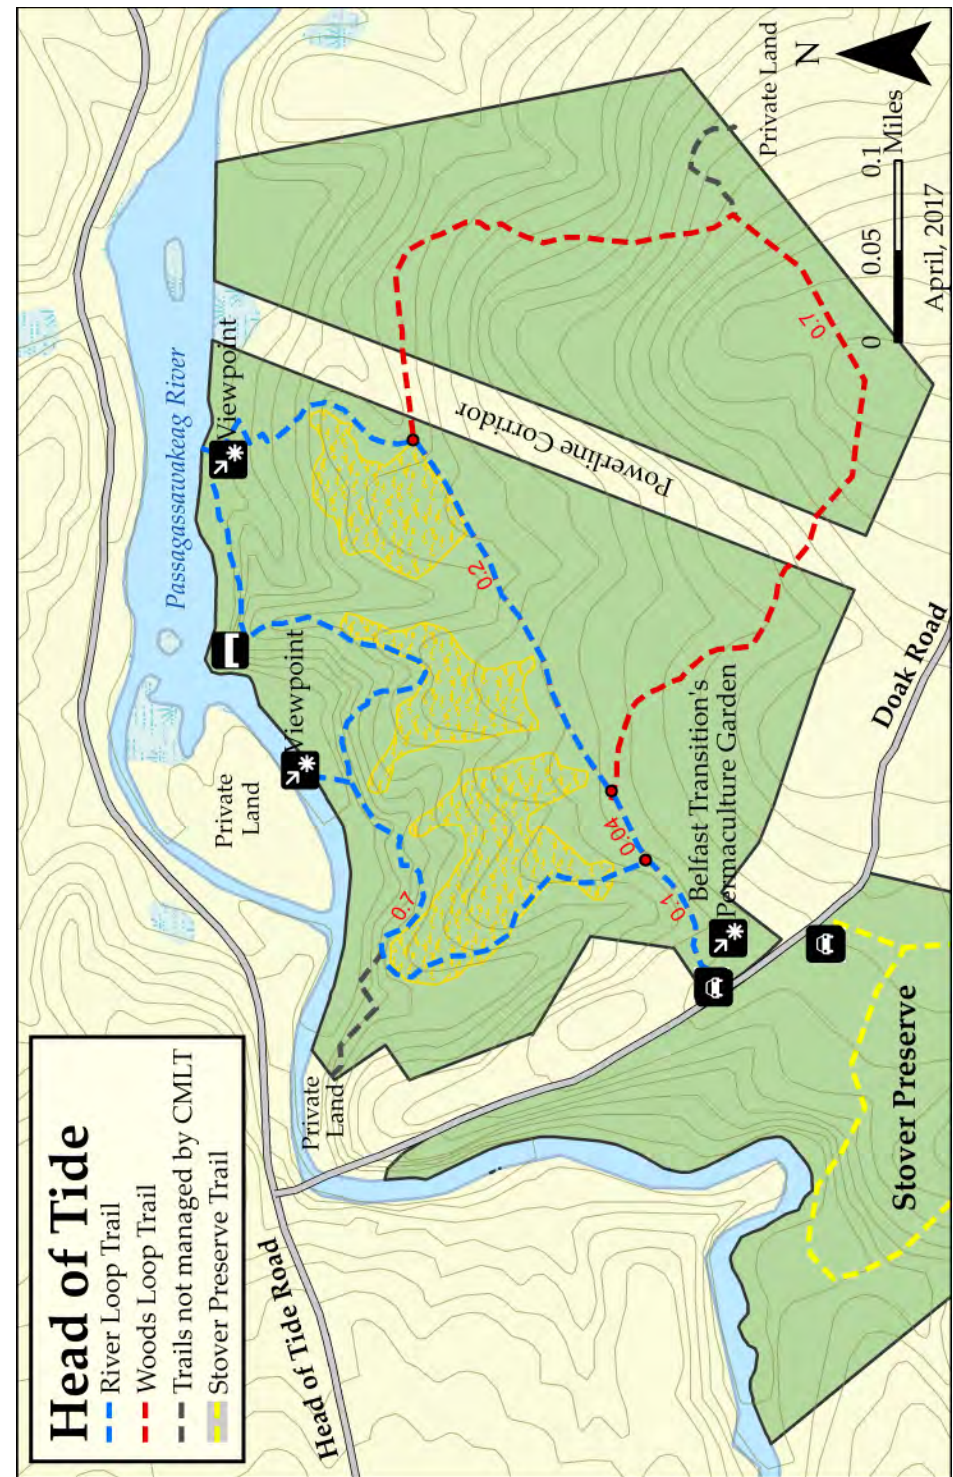 Head of Tide
River Loop Trail
Woods Loop Trail
Trails not managed by CMLT
Stover Preserve Trail
Head of Tide Road
Private
Land
Private
Land
Passagassawakeag River
Viewpoint
Viewpoint
0.7
0.2
0.04
0.1
0.7
Powerline Corridor
Belfast Transition's
Permaculture Garden
Doak Road
Stover Preserve
Private Land
N
0 0.05 0.1
Miles
April, 2017